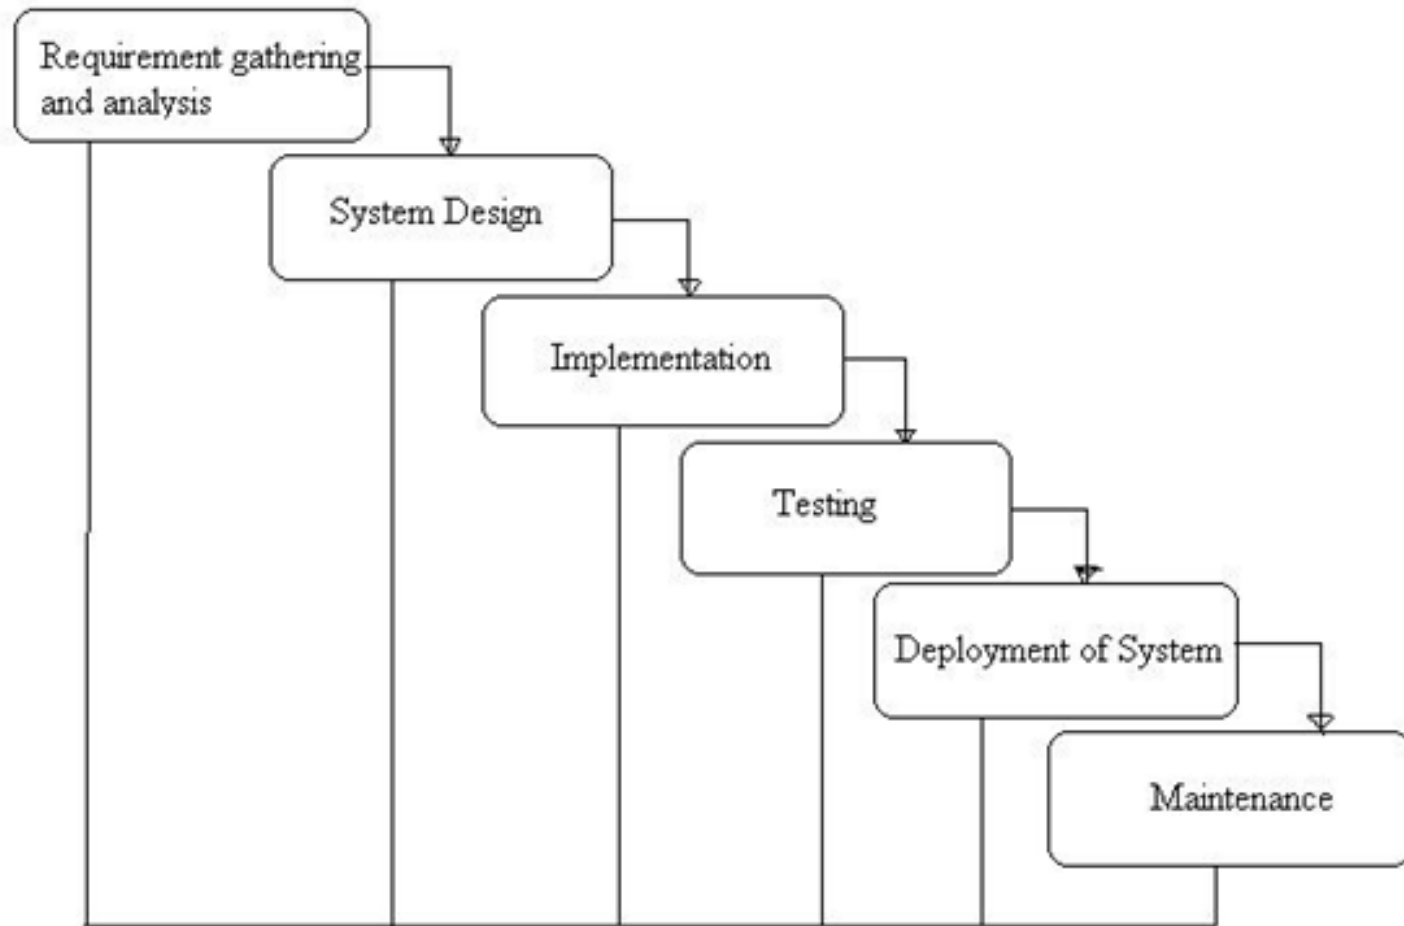 Requirement gathering
and analysis
System Design
Implementation
Testing
Deployment of System
Maintenance